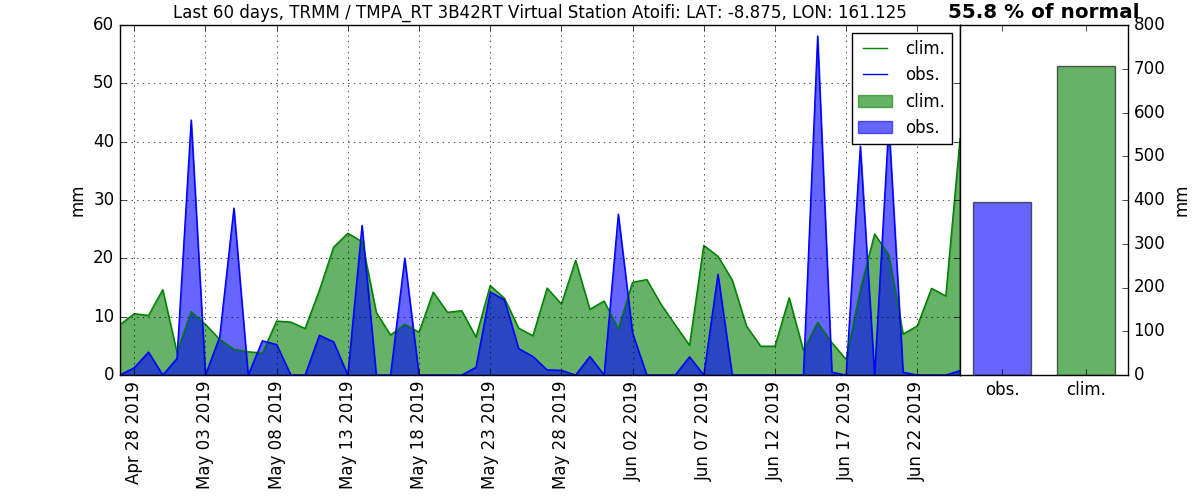 Last 60 days, TRMM / TMPA_RT 3B42RT Virtual Station Atoifi: LAT: -8.875, LON: 161.125
55.8 % of normal
60
50
40
30
20
10
0
mm
clim.
obs.
clim.
obs.
800
700
600
500
400
300
200
100
0
mm
Apr 28 2019
May 03 2019
May 08 2019
May 13 2019
May 18 2019
May 23 2019
May 28 2019
Jun 02 2019
Jun 07 2019
Jun 12 2019
Jun 17 2019
Jun 22 2019
obs.
clim.